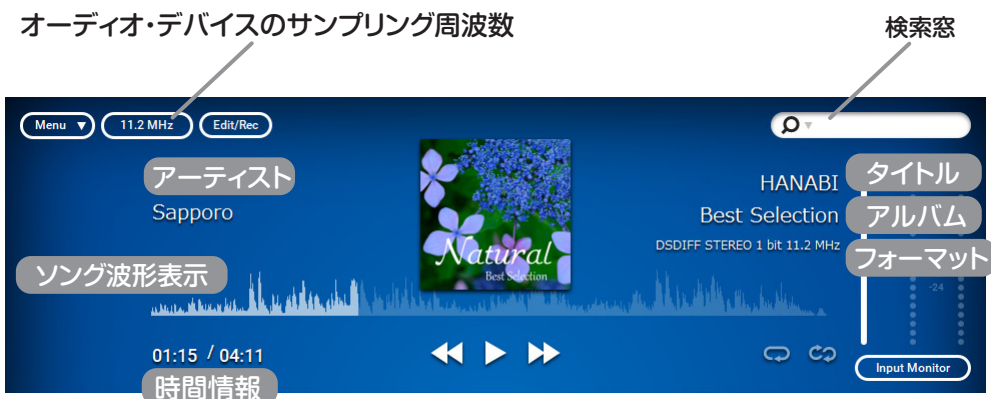 オーディオ・デバイスのサンプリング周波数
検索窓
Menu ▼
11.2 MHz
Edit/Rec
アーティスト
Sapporo
Natural
Best Selection
HANABI
タイトル
Best Selection
アルバム
DSDIFF STEREO 1 bit 11.2 MHz
フォーマット
ソング波形表示
-24
01:15 / 04:11
時間情報
Input Monitor